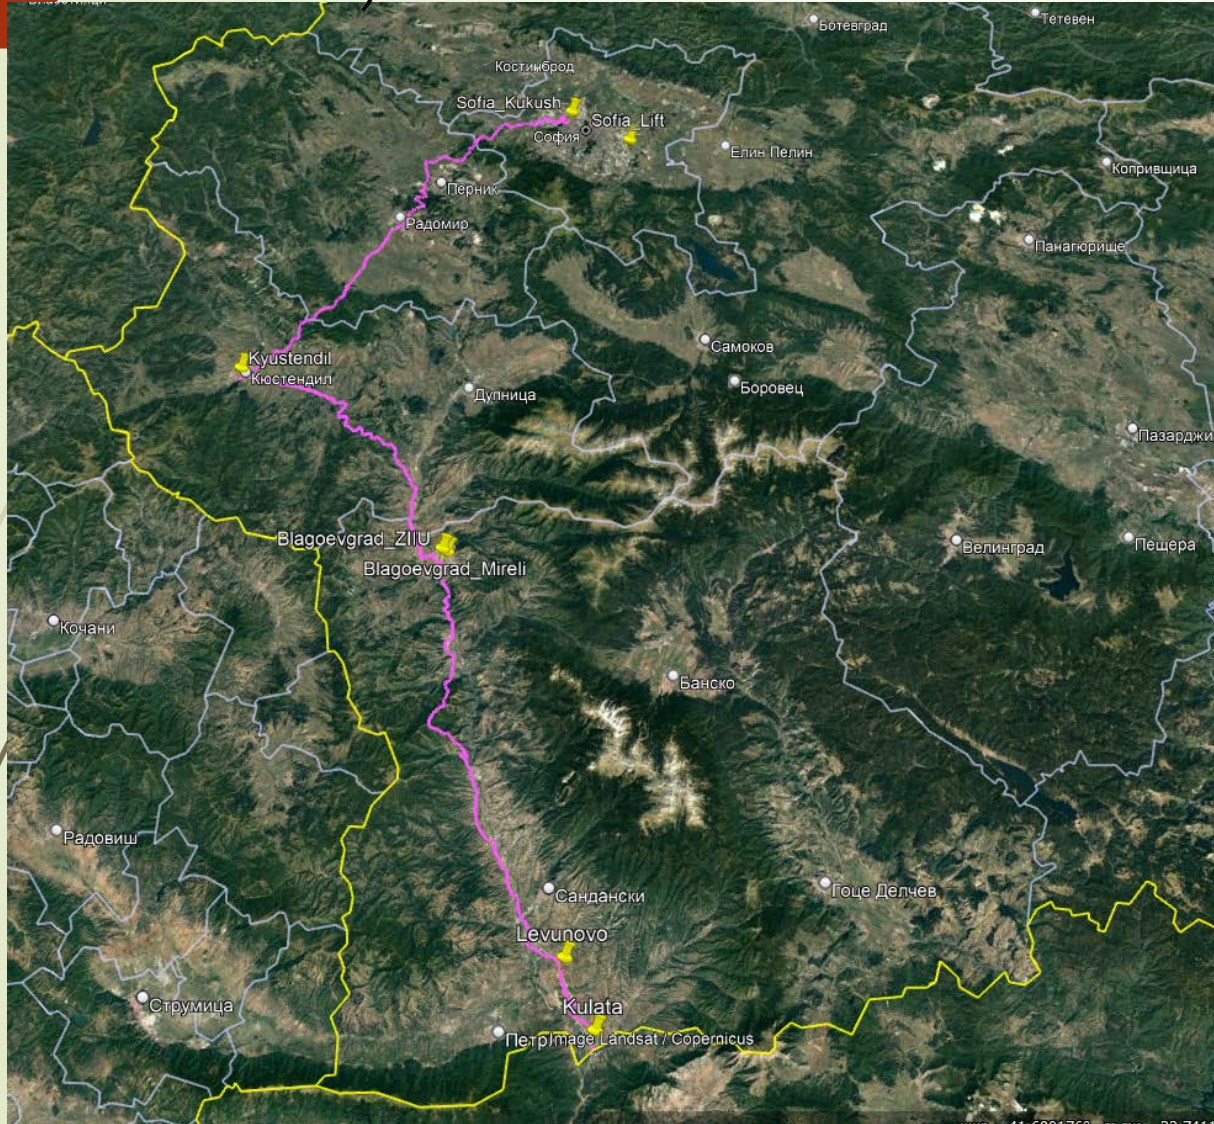 Ботевград
Тетевен
Костинброд
Sofia_Kukush
Sofia_Lift
София
Елин Пелин
Копривщица
Перник
Радомир
Панагюрище
Самоков
Kyustendil
Кюстендил
Боровец
Дупница
Пазарджи
Blagoevgrad_ZIIU
Велинград
Пещера
Blagoevgrad_Mireli
Кочани
Банско
Радовиш
Сандански
Гоце Делчев
Levunovo
Струмица
Kulata
Петр
Image Landsat / Copernicus